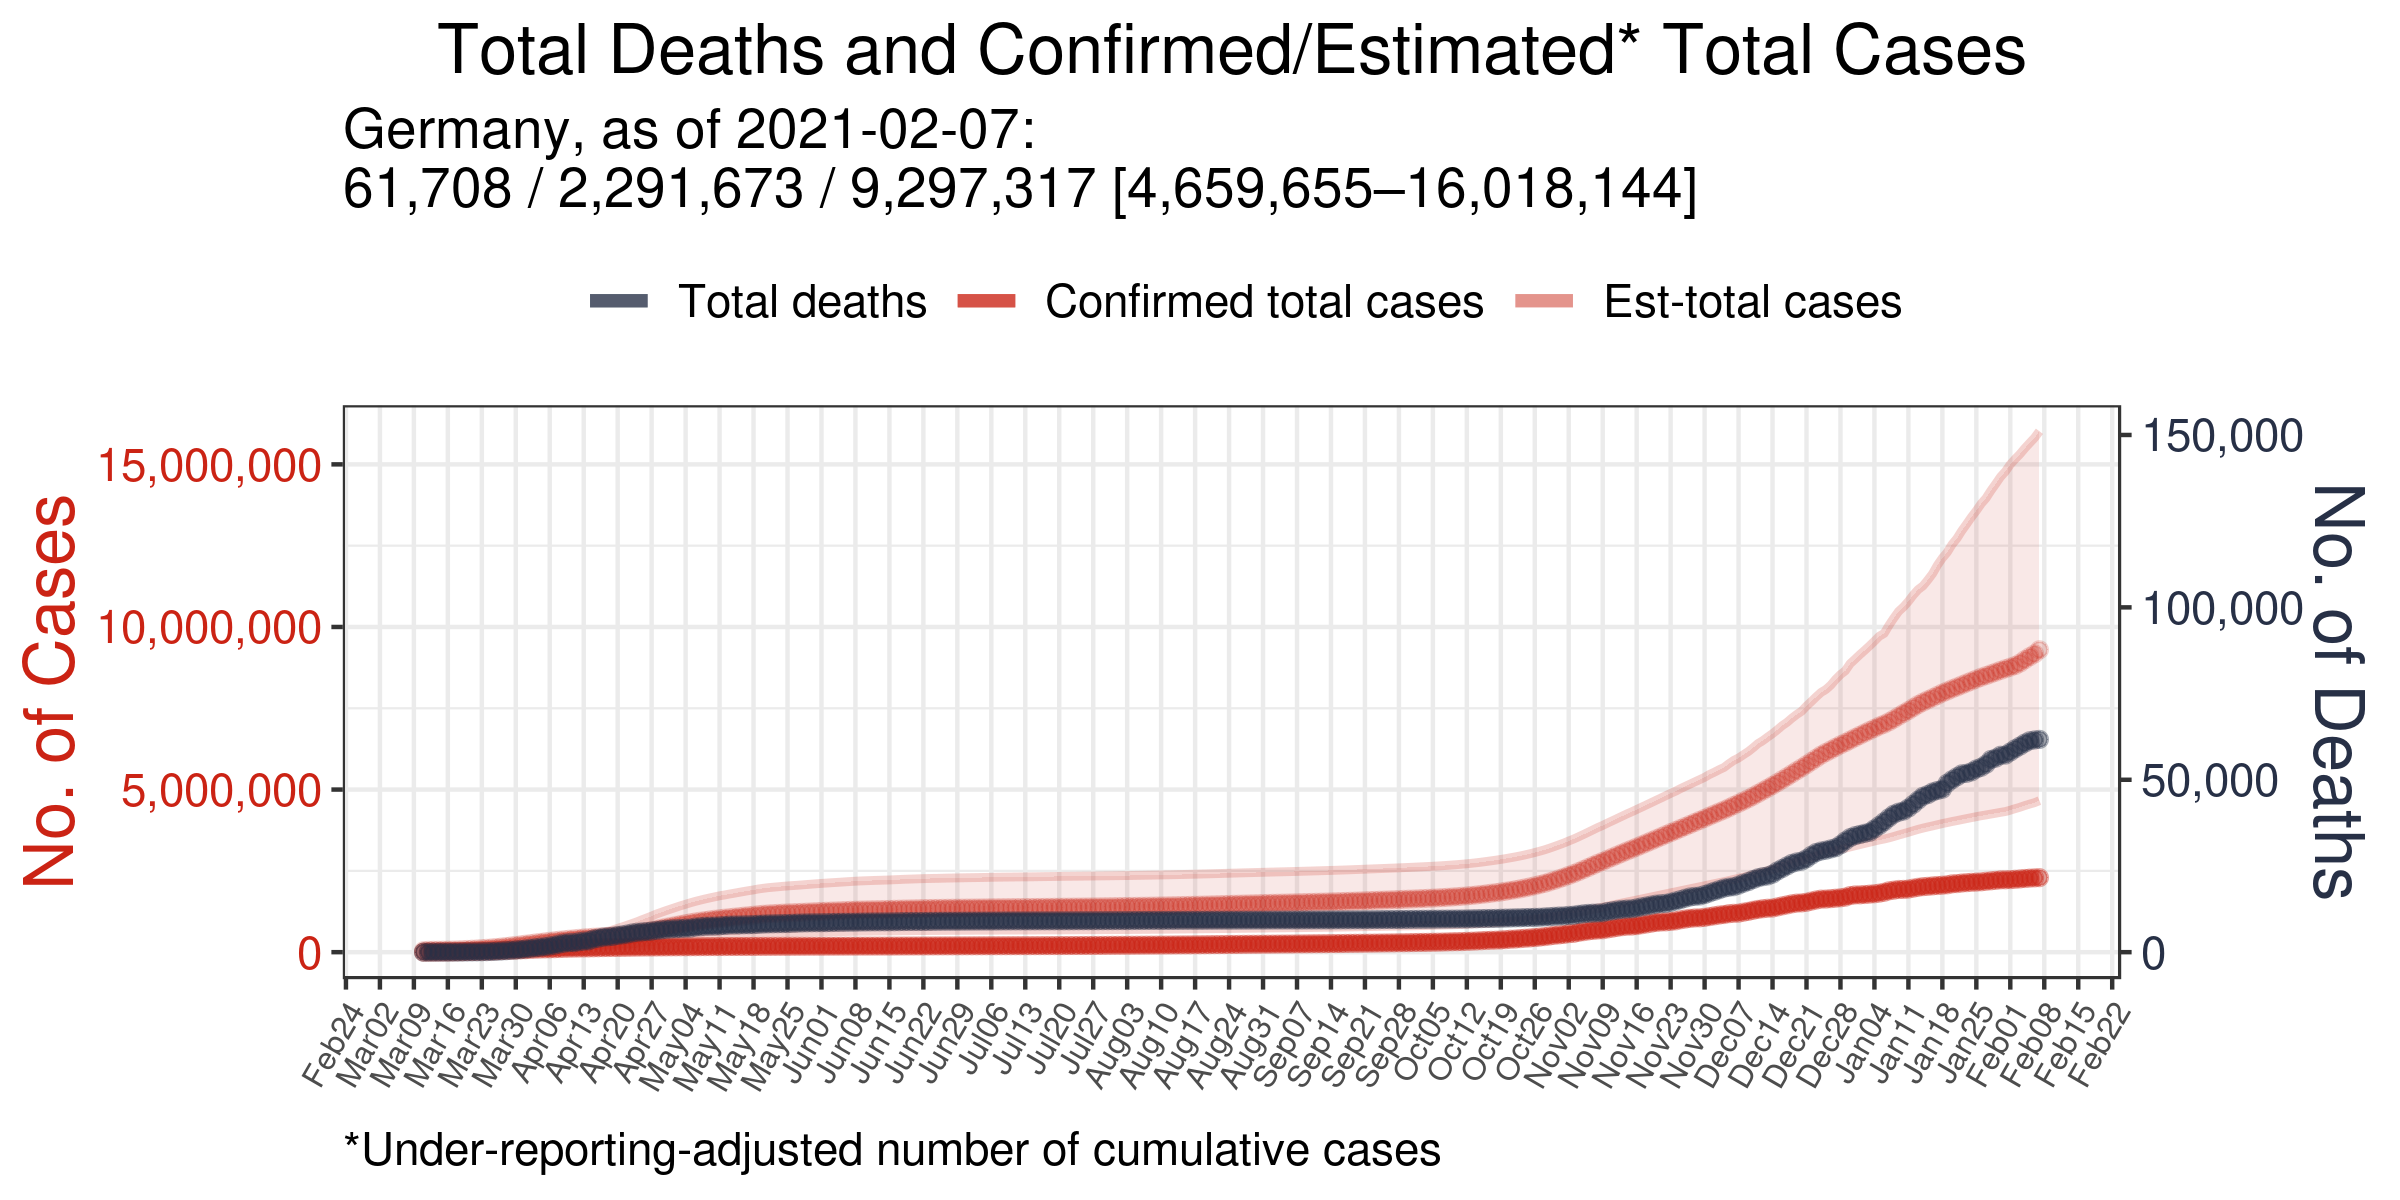 Total Deaths and Confirmed/Estimated* Total Cases
Germany, as of 2021-02-07:
61,708 / 2,291,673 / 9,297,317 [4,659,655–16,018,144]
Total deaths
Confirmed total cases
Est-total cases
No. of Cases
15,000,000
10,000,000
5,000,000
0
150,000
100,000
50,000
0
No. of Deaths
Feb24
Mar02
Mar09
Mar16
Mar23
Mar30
Apr06
Apr13
Apr20
Apr27
May04
May11
May18
May25
Jun01
Jun08
Jun15
Jun22
Jun29
Jul06
Jul13
Jul20
Jul27
Aug03
Aug10
Aug17
Aug24
Aug31
Sep07
Sep14
Sep21
Sep28
Oct05
Oct12
Oct19
Oct26
Nov02
Nov09
Nov16
Nov23
Nov30
Dec07
Dec14
Dec21
Dec28
Jan04
Jan11
Jan18
Jan25
Feb01
Feb08
Feb15
Feb22
*Under-reporting-adjusted number of cumulative cases